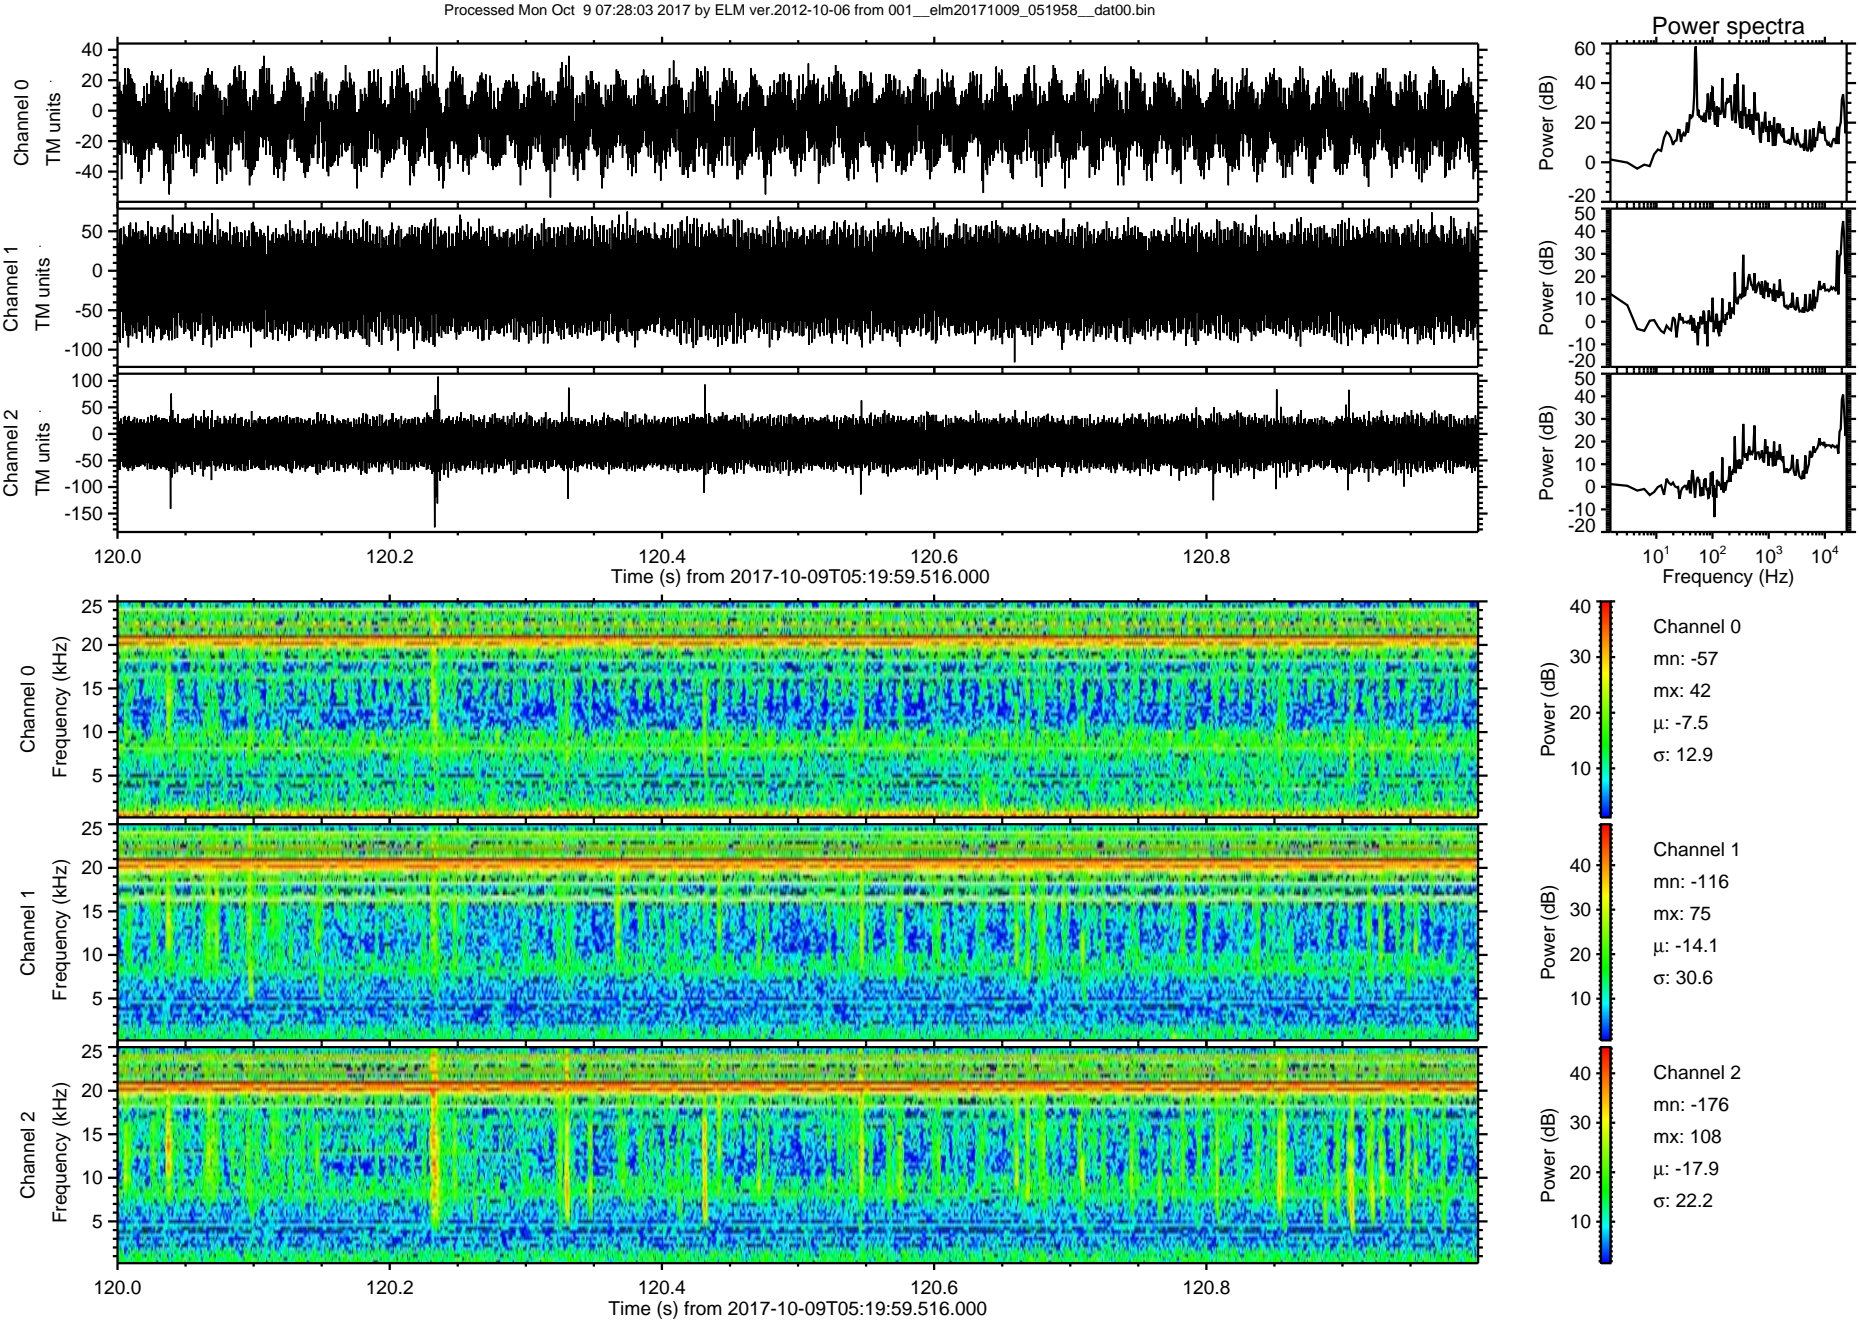 Processed Mon Oct  9 07:28:03 2017 by ELM ver.2012-10-06 from 001__elm20171009_051958__dat00.bin
Power spectra
Channel 0
TM units
40
20
0
-20
-40
Power (dB)
60
40
20
0
-20
Channel 1
TM units
50
0
-50
-100
Power (dB)
50
40
30
20
10
0
-10
-20
Channel 2
TM units
100
50
0
-50
-100
-150
Power (dB)
50
40
30
20
10
0
-10
-20
120.0 120.2 120.4 120.6 120.8
Time (s) from 2017-10-09T05:19:59.516.000
10¹ 10² 10³ 10⁴
Frequency (Hz)
Channel 0
Frequency (kHz)
25
20
15
10
5
Power (dB)
40
30
20
10
Channel 0
mn: -57
mx: 42
μ: -7.5
σ: 12.9
Channel 1
Frequency (kHz)
25
20
15
10
5
Power (dB)
40
30
20
10
Channel 1
mn: -116
mx: 75
μ: -14.1
σ: 30.6
Channel 2
Frequency (kHz)
25
20
15
10
5
Power (dB)
40
30
20
10
Channel 2
mn: -176
mx: 108
μ: -17.9
σ: 22.2
120.0 120.2 120.4 120.6 120.8
Time (s) from 2017-10-09T05:19:59.516.000